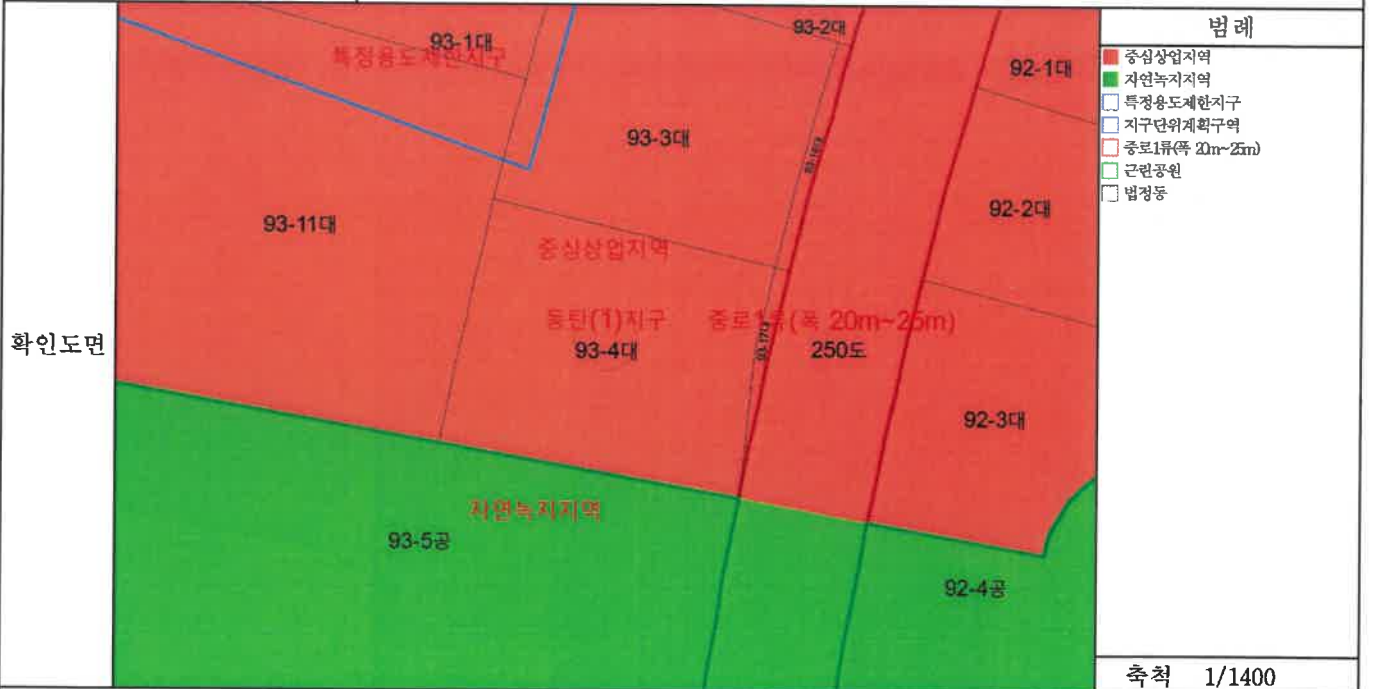 확인도면
93-1대
특정용도제한지구
93-2대
92-1대
93-3대
93-11대
92-2대
중심상업지역
동탄(1)지구
중로1류(폭 20m~25m)
93-4대
250도
92-3대
자연녹지지역
93-5공
92-4공
범례
중심상업지역
자연녹지지역
특정용도제한지구
지구단위계획구역
중로1류(폭 20m~25m)
근린공원
법정동
축척 1/1400